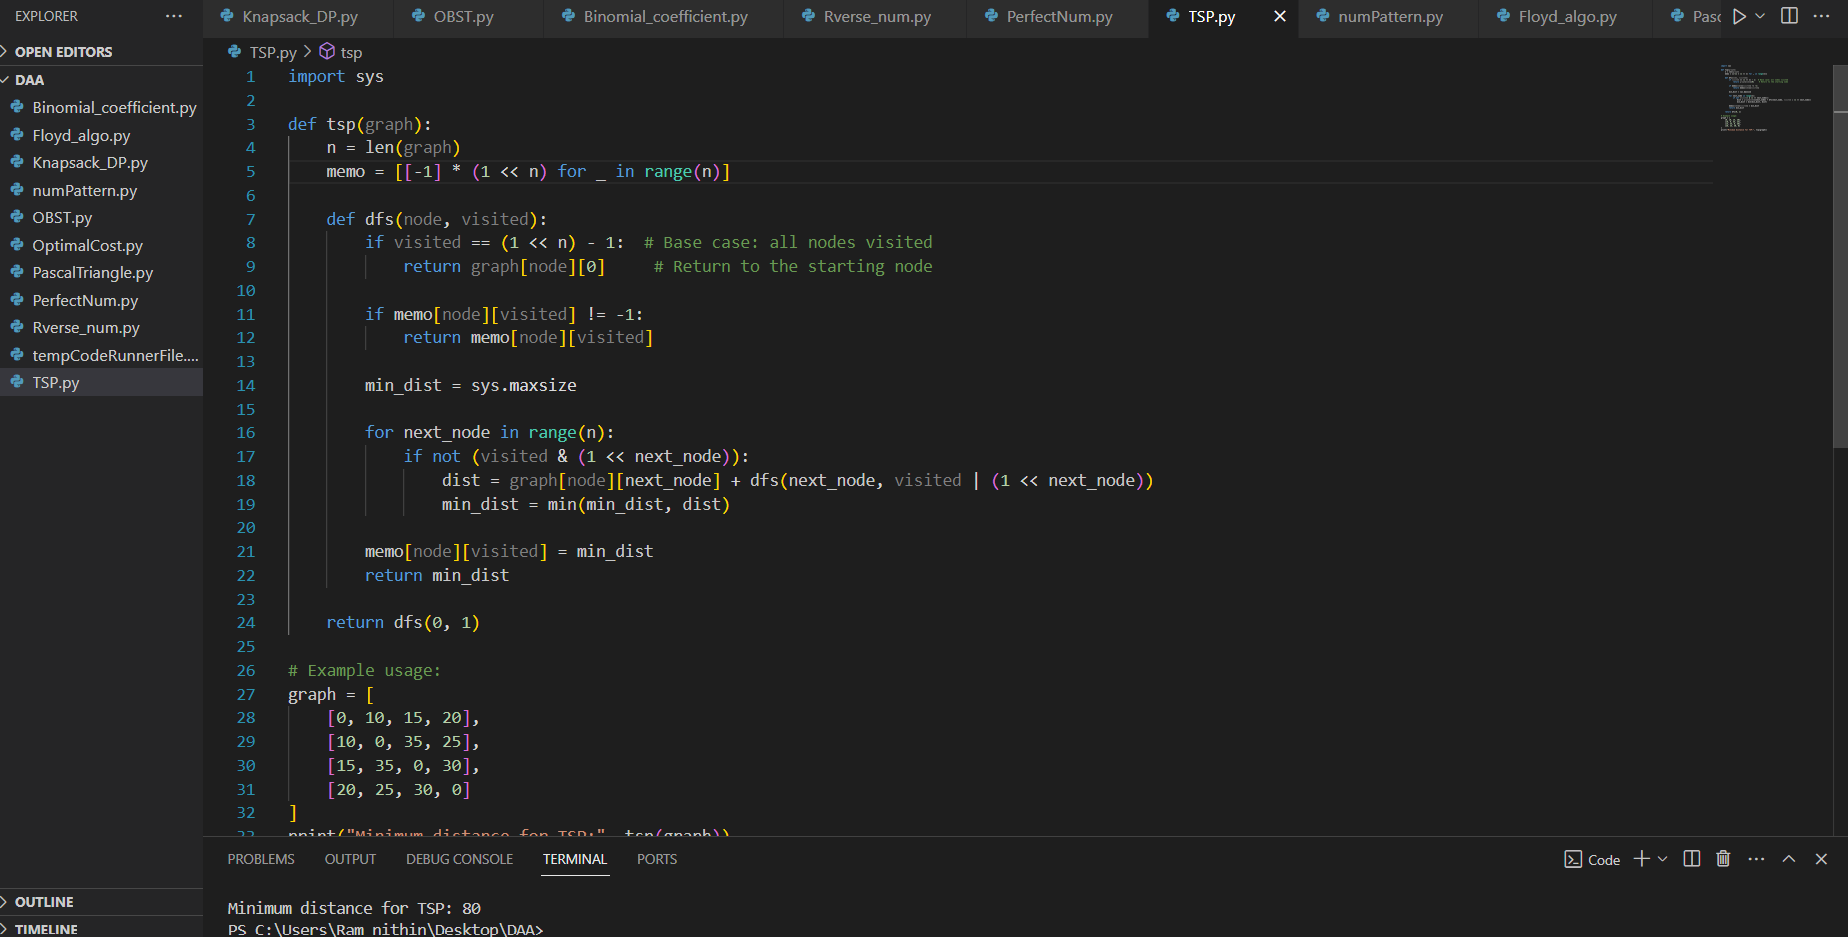 EXPLORER ···
OPEN EDITORS
DAA
Binomial_coefficient.py
Floyd_algo.py
Knapsack_DP.py
numPattern.py
OBST.py
OptimalCost.py
PascalTriangle.py
PerfectNum.py
Rverse_num.py
tempCodeRunnerFile....
TSP.py
OUTLINE
TIMELINE
Knapsack_DP.py OBST.py Binomial_coefficient.py Rverse_num.py PerfectNum.py TSP.py numPattern.py Floyd_algo.py Pasc
TSP.py > tsp
1 import sys
2
3 def tsp(graph):
4     n = len(graph)
5     memo = [[-1] * (1 << n) for _ in range(n)]
6
7     def dfs(node, visited):
8         if visited == (1 << n) - 1:  # Base case: all nodes visited
9             return graph[node][0]     # Return to the starting node
10
11         if memo[node][visited] != -1:
12             return memo[node][visited]
13
14         min_dist = sys.maxsize
15
16         for next_node in range(n):
17             if not (visited & (1 << next_node)):
18                 dist = graph[node][next_node] + dfs(next_node, visited | (1 << next_node))
19                 min_dist = min(min_dist, dist)
20
21         memo[node][visited] = min_dist
22         return min_dist
23
24     return dfs(0, 1)
25
26 # Example usage:
27 graph = [
28     [0, 10, 15, 20],
29     [10, 0, 35, 25],
30     [15, 35, 0, 30],
31     [20, 25, 30, 0]
32 ]
33 print("Minimum distance for TSP:", tsp(graph))
PROBLEMS OUTPUT DEBUG CONSOLE TERMINAL PORTS Code
Minimum distance for TSP: 80
PS C:\Users\Ram nithin\Desktop\DAA>